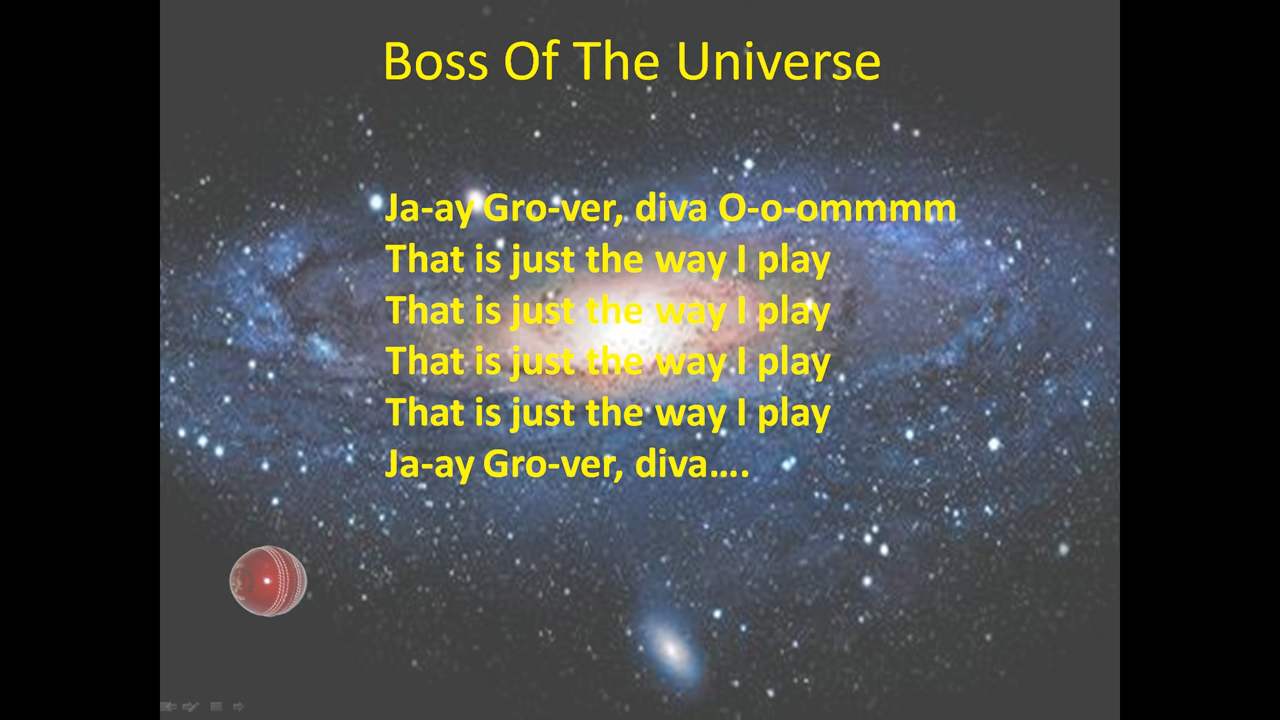 Boss Of The Universe
Ja-ay Gro-ver, diva O-o-ommmm
That is just the way I play
That is just the way I play
That is just the way I play
That is just the way I play
Ja-ay Gro-ver, diva....